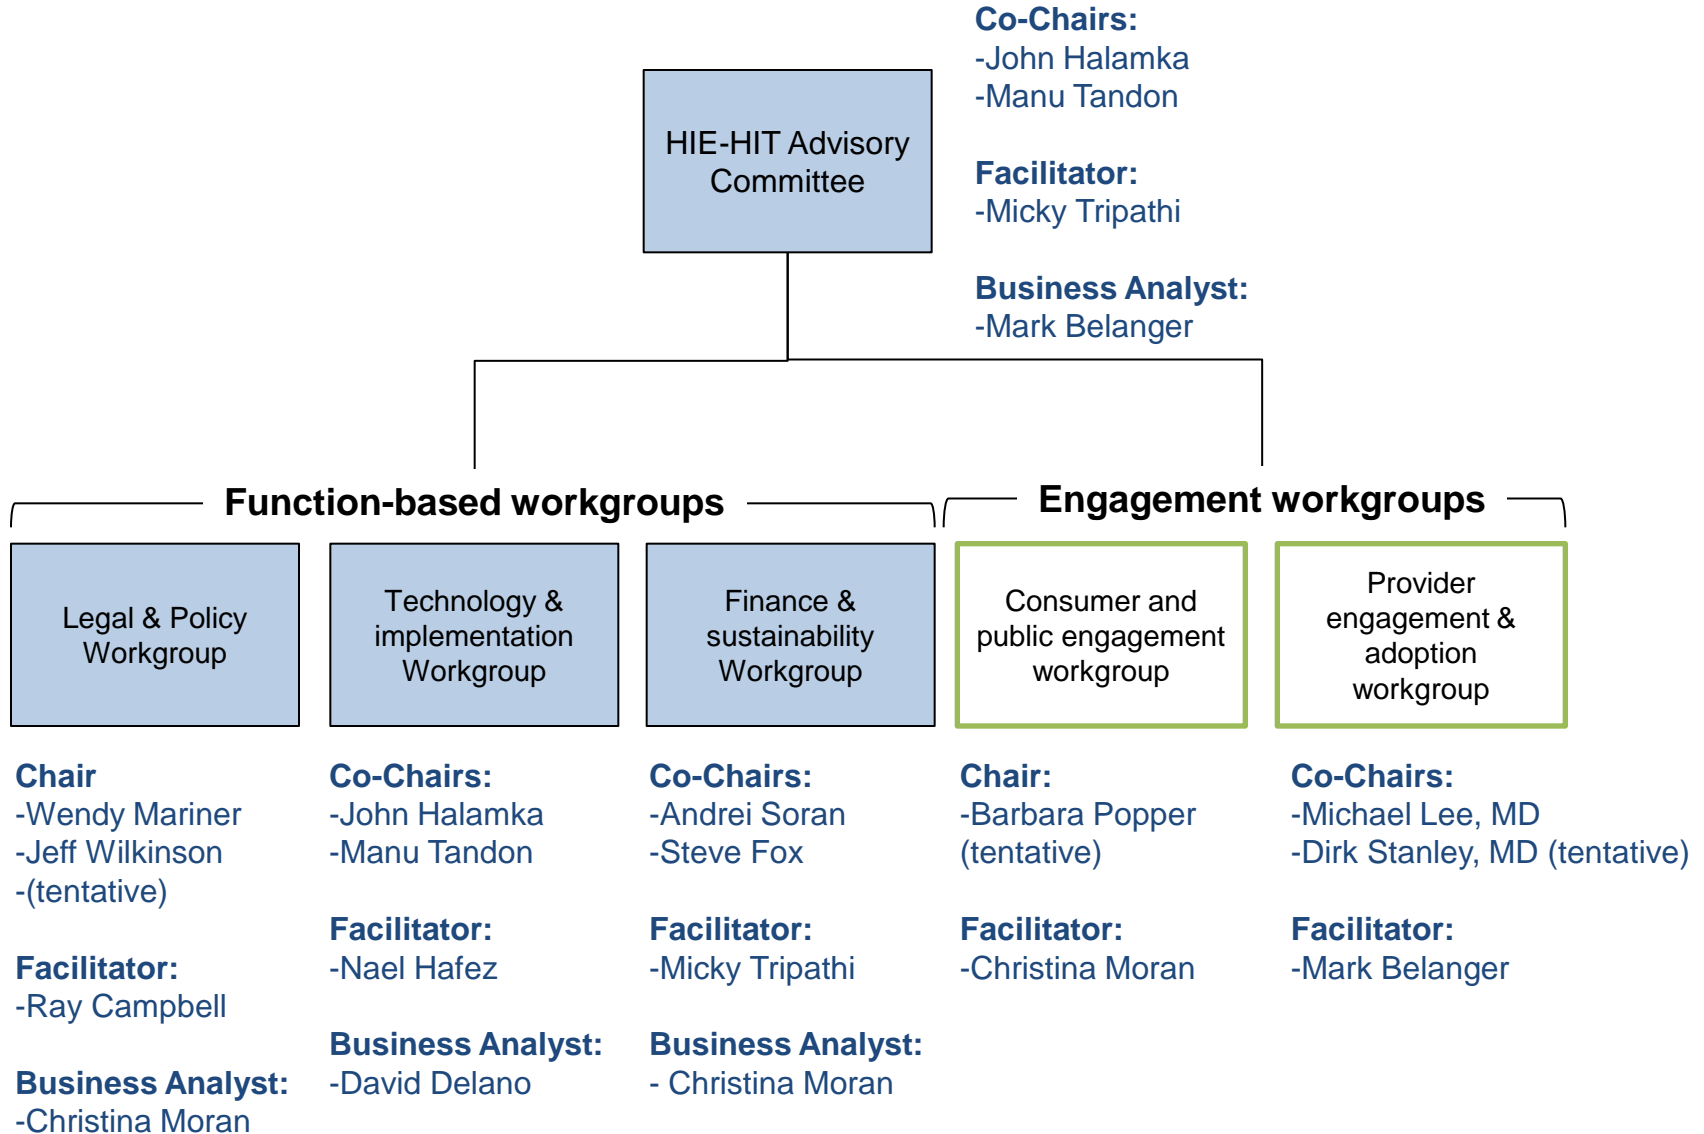 Co-Chairs:
-John Halamka
-Manu Tandon
HIE-HIT Advisory
Committee
Facilitator:
-Micky Tripathi
Business Analyst:
-Mark Belanger
Function-based workgroups
Engagement workgroups
Legal & Policy
Workgroup
Technology &
implementation
Workgroup
Finance &
sustainability
Workgroup
Consumer and
public engagement
workgroup
Provider
engagement &
adoption
workgroup
Chair
-Wendy Mariner
-Jeff Wilkinson
-(tentative)
Facilitator:
-Ray Campbell
Business Analyst:
-Christina Moran
Co-Chairs:
-John Halamka
-Manu Tandon
Facilitator:
-Nael Hafez
Business Analyst:
-David Delano
Co-Chairs:
-Andrei Soran
-Steve Fox
Facilitator:
-Micky Tripathi
Business Analyst:
- Christina Moran
Chair:
-Barbara Popper
(tentative)
Facilitator:
-Christina Moran
Co-Chairs:
-Michael Lee, MD
-Dirk Stanley, MD (tentative)
Facilitator:
-Mark Belanger